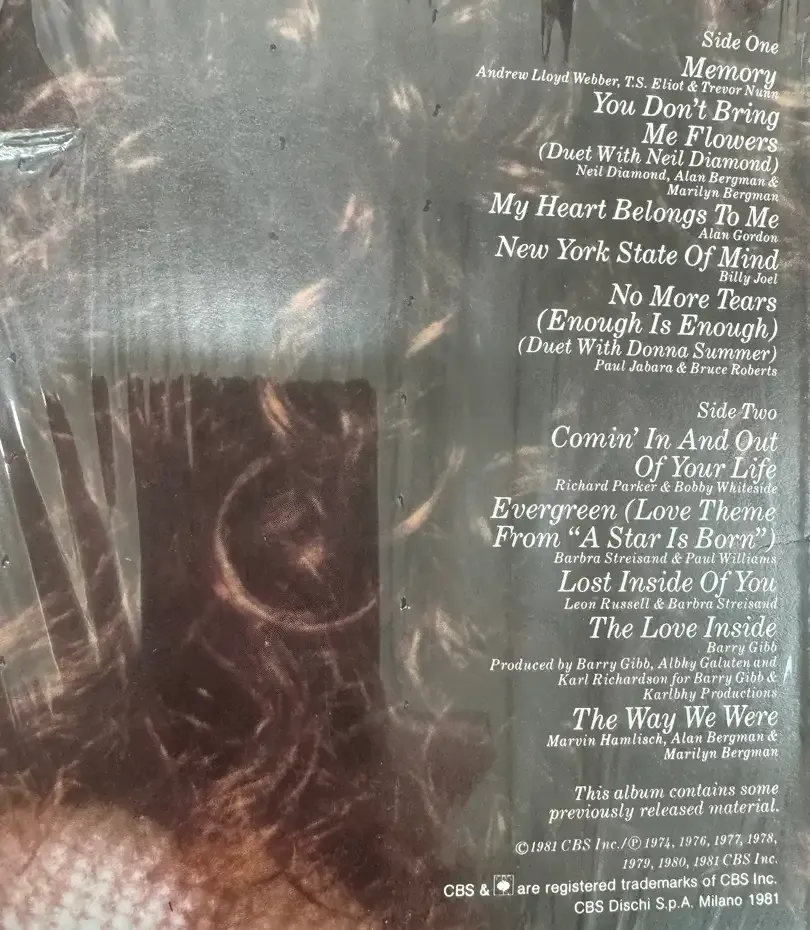 Side One
Memory
Andrew Lloyd Webber, T.S. Eliot & Trevor Nunn
You Don't Bring
Me Flowers
(Duet With Neil Diamond)
Neil Diamond, Alan Bergman &
Marilyn Bergman
My Heart Belongs To Me
Alan Gordon
New York State Of Mind
Billy Joel
No More Tears
(Enough Is Enough)
(Duet With Donna Summer)
Paul Jabara & Bruce Roberts
Side Two
Comin' In And Out
Of Your Life
Richard Parker & Bobby Whiteside
Evergreen (Love Theme
From "A Star Is Born")
Barbra Streisand & Paul Williams
Lost Inside Of You
Leon Russell & Barbra Streisand
The Love Inside
Barry Gibb
Produced by Barry Gibb, Albhy Galuten and
Karl Richardson for Barry Gibb &
Karlbhy Productions
The Way We Were
Marvin Hamlisch, Alan Bergman &
Marilyn Bergman
This album contains some
previously released material.
©1981 CBS Inc./℗ 1974, 1976, 1977, 1978,
1979, 1980, 1981 CBS Inc.
CBS & are registered trademarks of CBS Inc.
CBS Dischi S.p.A. Milano 1981